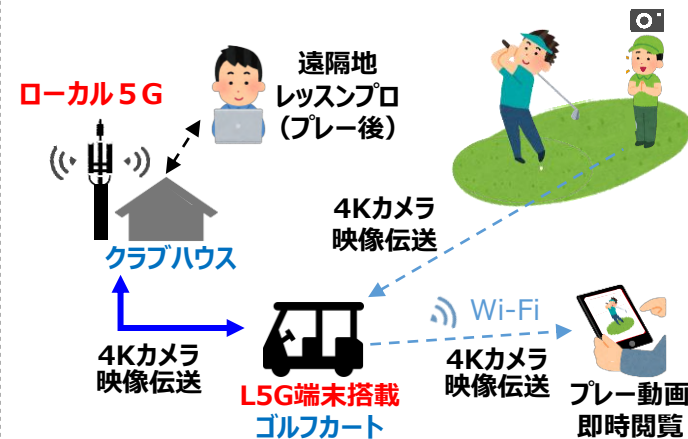 ローカル５G
遠隔地
レッスンプロ
（プレー後）
クラブハウス
4Kカメラ
映像伝送
4Kカメラ
映像伝送
L5G端末搭載
ゴルフカート
Wi-Fi
4Kカメラ
映像伝送
プレー動画
即時閲覧